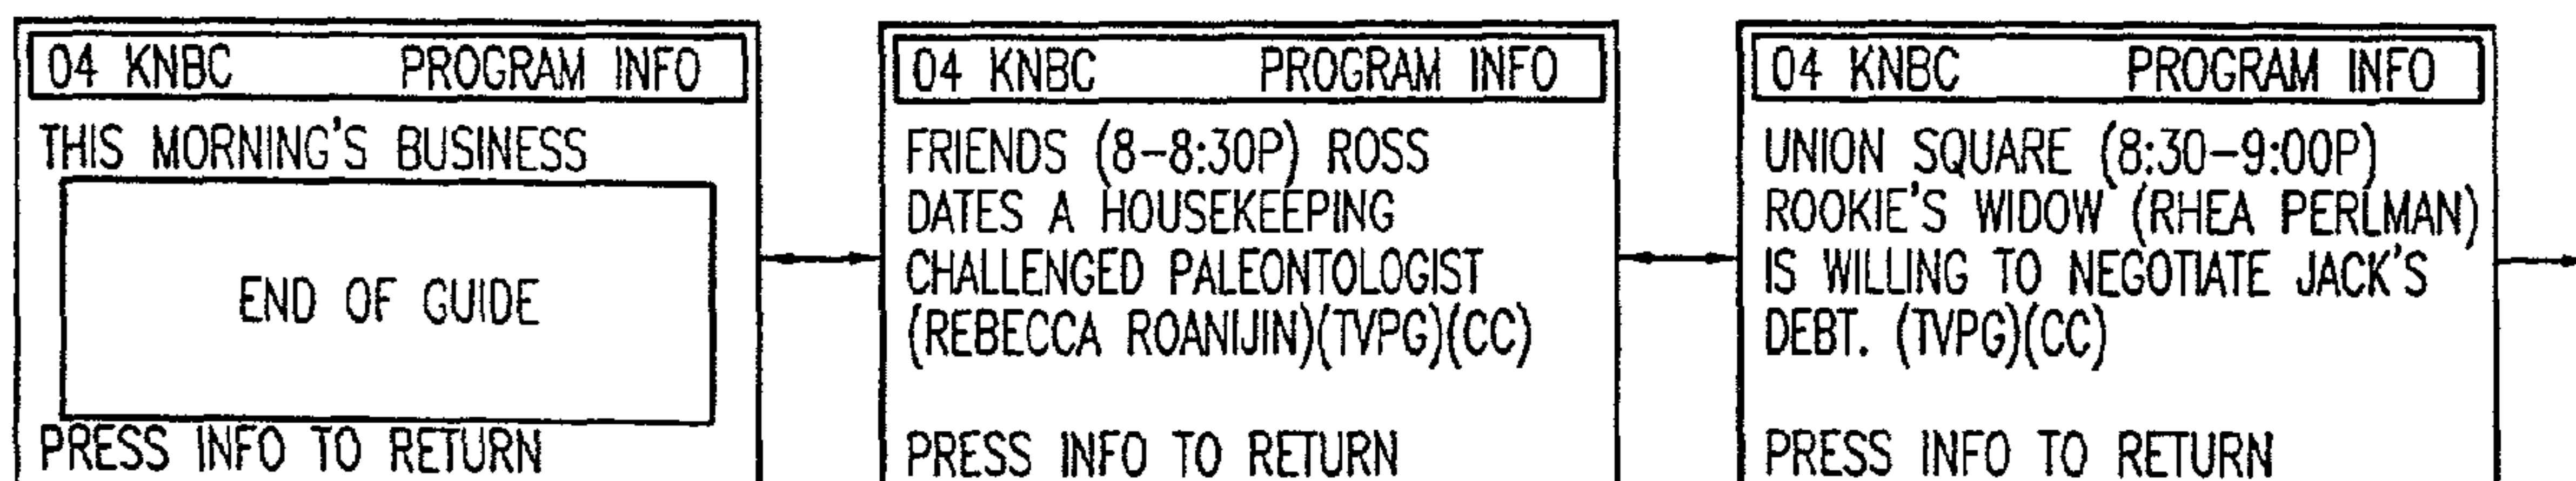 04 KNBC PROGRAM INFO
THIS MORNING'S BUSINESS
END OF GUIDE
PRESS INFO TO RETURN
04 KNBC PROGRAM INFO
FRIENDS (8-8:30P) ROSS
DATES A HOUSEKEEPING
CHALLENGED PALEONTOLOGIST
(REBECCA ROANIJIN)(TVPG)(CC)
PRESS INFO TO RETURN
04 KNBC PROGRAM INFO
UNION SQUARE (8:30-9:00P)
ROOKIE'S WIDOW (RHEA PERLMAN)
IS WILLING TO NEGOTIATE JACK'S
DEBT. (TVPG)(CC)
PRESS INFO TO RETURN